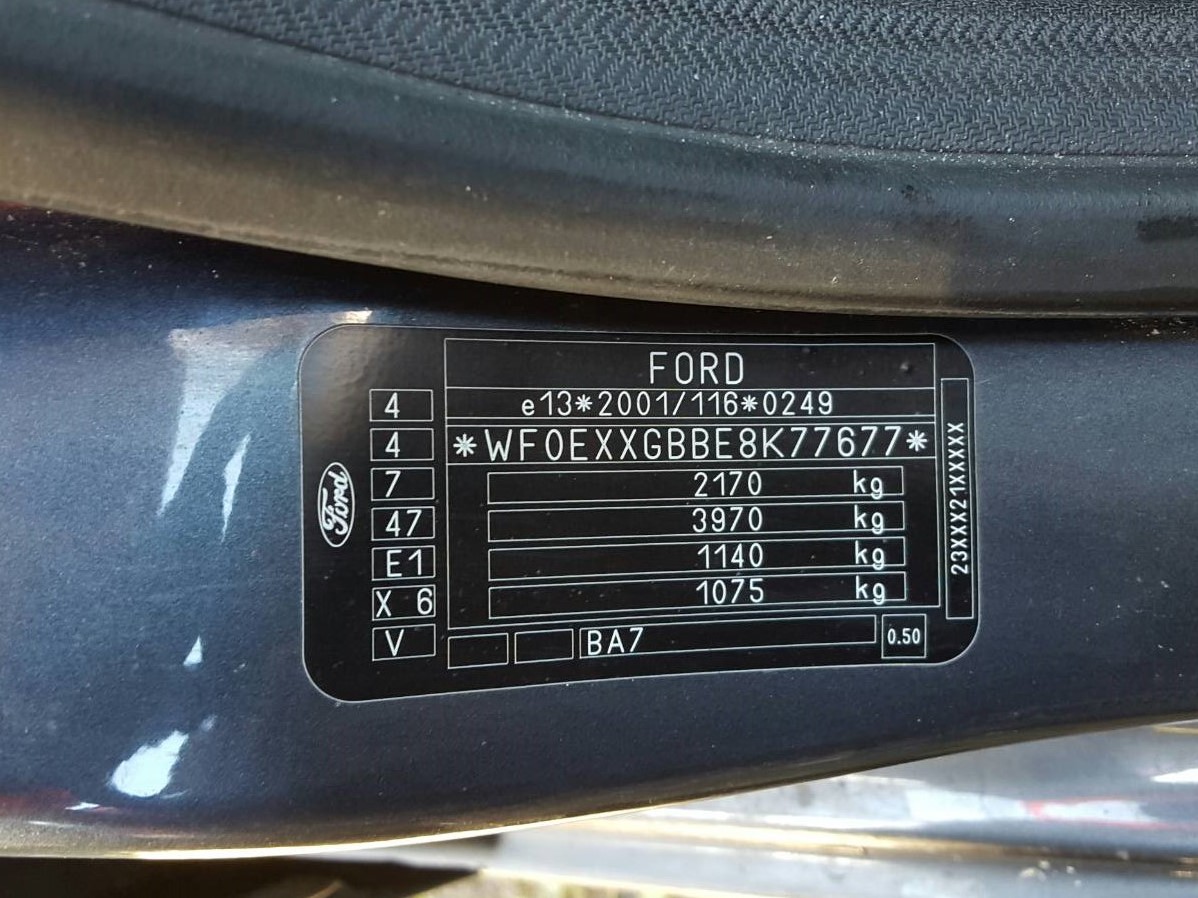 FORD
e13*2001/116*0249
*WF0EXXGBBE8K77677*
2170 kg
3970 kg
1140 kg
1075 kg
BA7
0.50
4
4
7
47
E1
X 6
V
Ford
23XXX21XXXXX